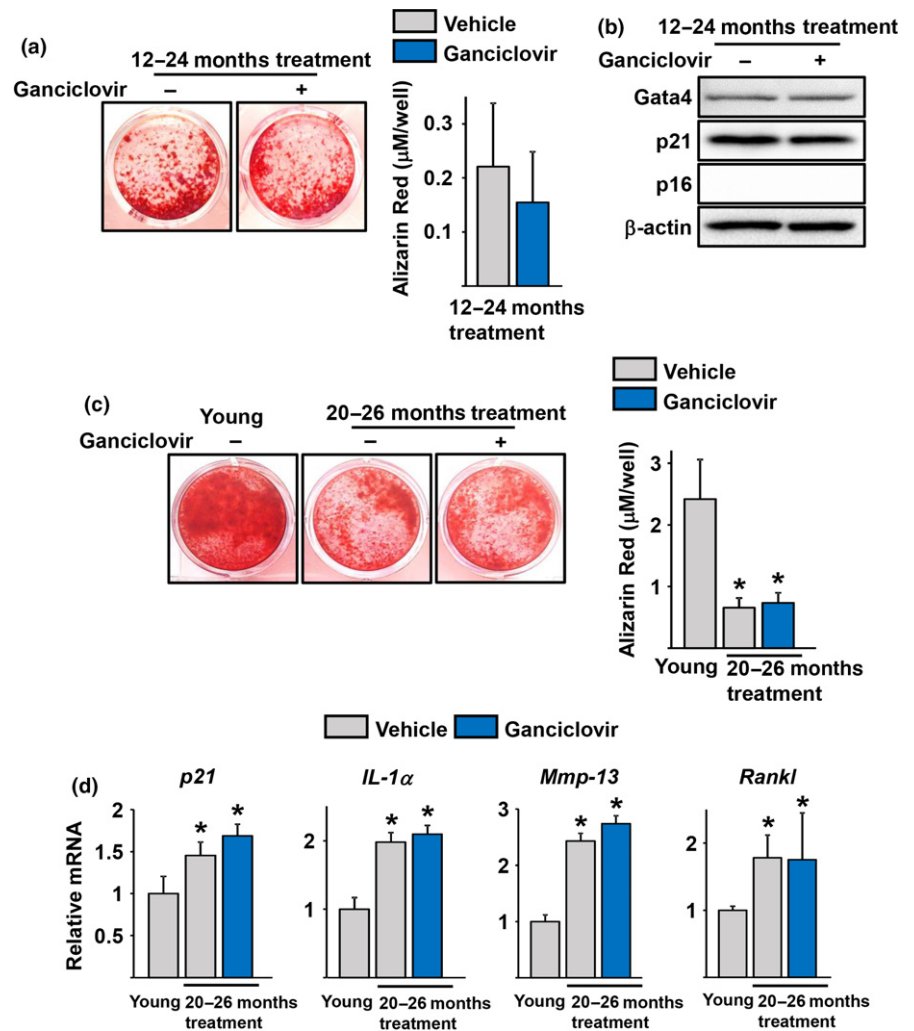 (a)
12–24 months treatment
Ganciclovir – +
Vehicle
Ganciclovir
Alizarin Red (μM/well)
0.3
0.2
0.1
12–24 months
treatment
(b)
12–24 months treatment
Ganciclovir – +
Gata4
p21
p16
β-actin
(c)
Young 20–26 months treatment
Ganciclovir – – +
Vehicle
Ganciclovir
Alizarin Red (μM/well)
3
2
1
* *
Young 20–26 months
treatment
Vehicle Ganciclovir
(d)
p21
Relative mRNA
2
1.5
1
0.5
* *
Young 20–26 months
treatment
IL-1α
2
1
* *
Young 20–26 months
treatment
Mmp-13
3
2
1
* *
Young 20–26 months
treatment
Rankl
2
1
* *
Young 20–26 months
treatment